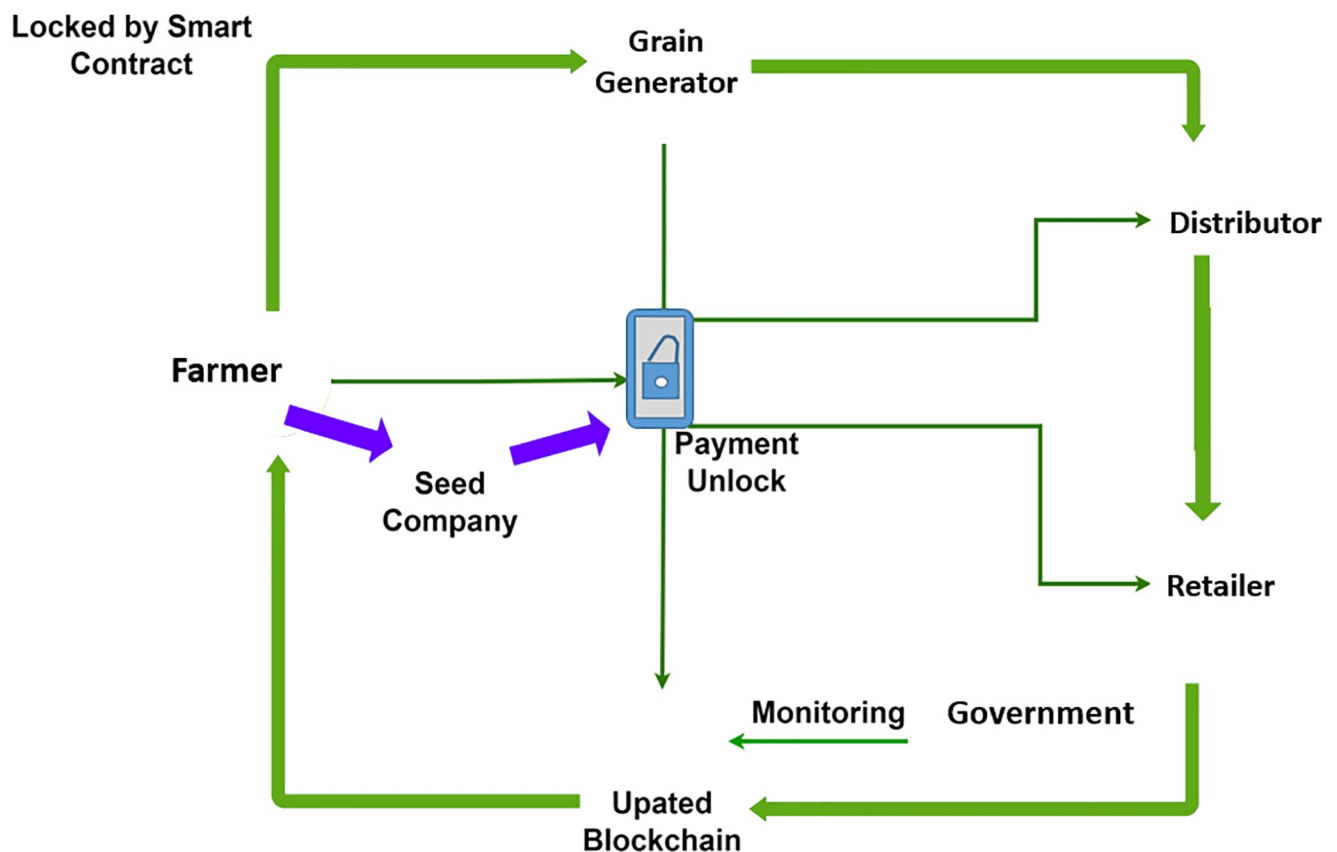 Locked by Smart
Contract
Grain
Generator
Distributor
Farmer
Payment
Unlock
Seed
Company
Retailer
Monitoring
Government
Upated
Blockchain